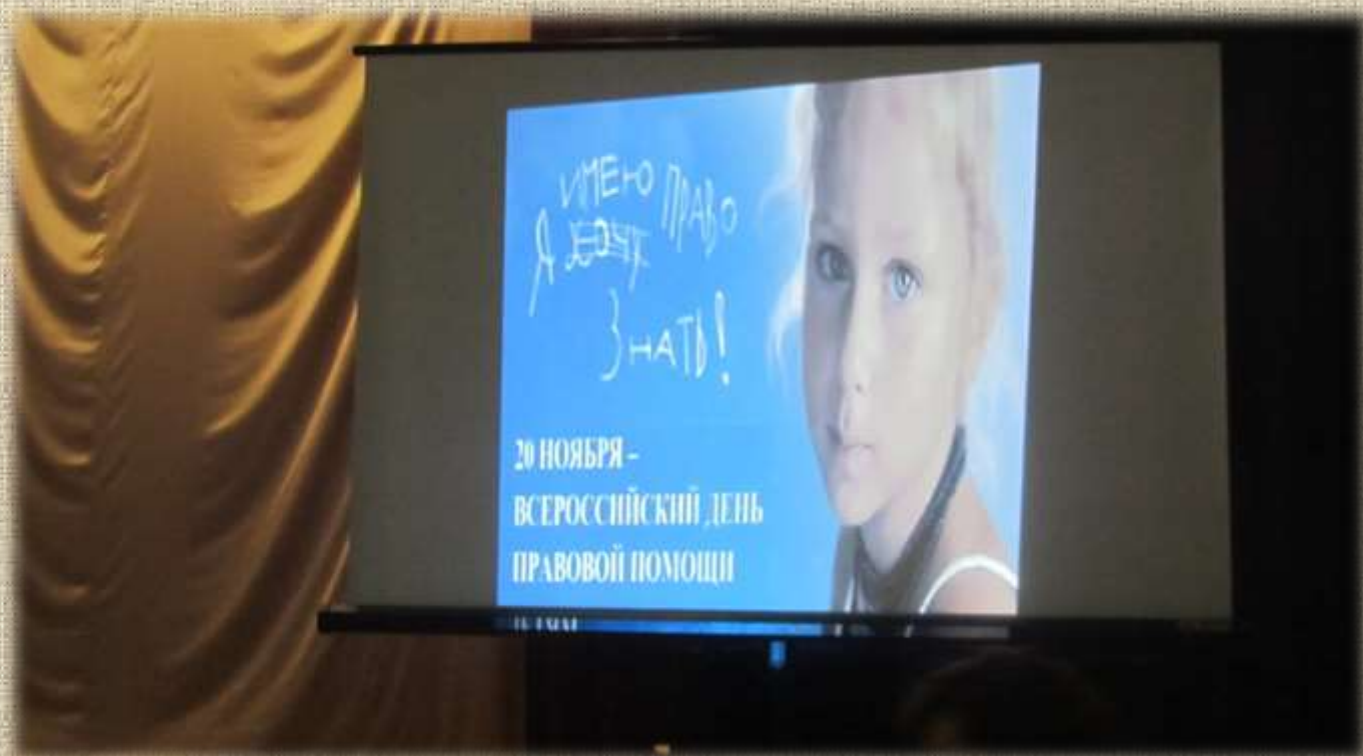 ИМЕЮ ПРАВО
Я ХОЧУ
ЗНАТЬ!
20 НОЯБРЯ –
ВСЕРОССИЙСКИЙ ДЕНЬ
ПРАВОВОЙ ПОМОЩИ